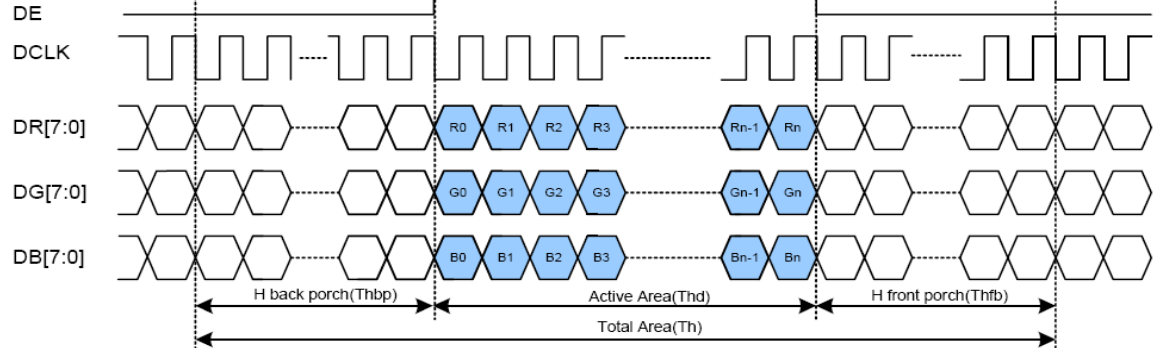 DE
DCLK
DR[7:0]
R0 R1 R2 R3 Rn-1 Rn
DG[7:0]
G0 G1 G2 G3 Gn-1 Gn
DB[7:0]
B0 B1 B2 B3 Bn-1 Bn
H back porch(Thbp) Active Area(Thd) H front porch(Thfb)
Total Area(Th)